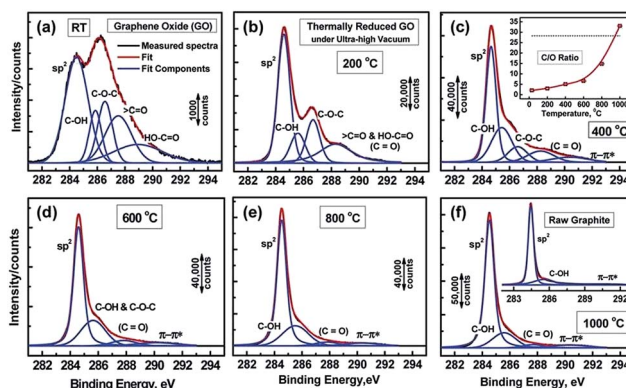 (a) RT Graphene Oxide (GO)
Measured spectra
Fit
Fit Components
sp²
C-OH
C-O-C
>C=O
HO-C=O
1000 counts
Intensity/counts
282 284 286 288 290 292 294
(b) Thermally Reduced GO
under Ultra-high Vacuum
200 °C
sp²
C-OH
C-O-C
>C=O & HO-C=O
(C = O)
20,000 counts
282 284 286 288 290 292 294
(c)
35
30
25
20
15
10
5
0
C/O Ratio
0 200 400 600 800 1000
Temperature, °C
sp²
40,000 counts
C-OH
C-O-C
400 °C
(C = O)
π-π*
282 284 286 288 290 292 294
(d) 600 °C
sp²
40,000 counts
C-OH & C-O-C
(C = O)
π-π*
Intensity/counts
282 284 286 288 290 292 294
Binding Energy, eV
(e) 800 °C
sp²
40,000 counts
C-OH
(C = O)
π-π*
282 284 286 288 290 292 294
Binding Energy,eV
(f) Raw Graphite
sp²
C-OH
π-π*
284 286 288 290 292
sp²
50,000 counts
C-OH
(C = O)
π-π*
1000 °C
282 284 286 288 290 292 294
Binding Energy, eV